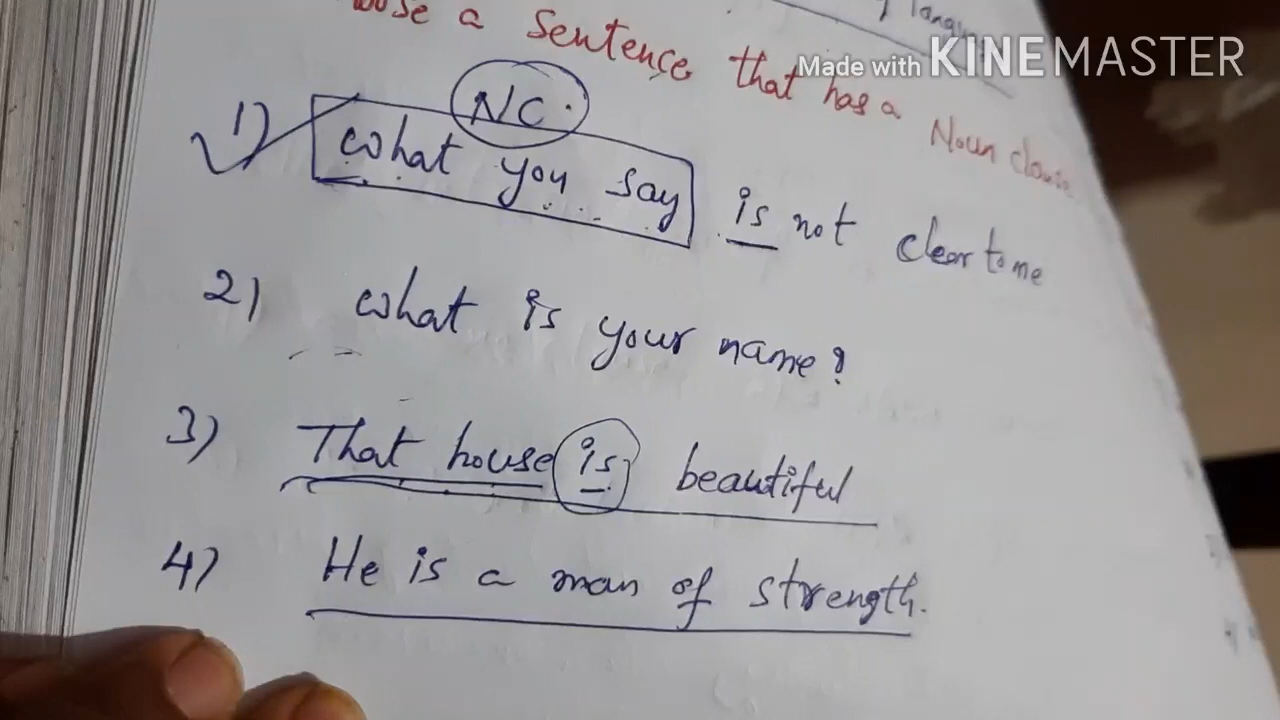 a Sentence that has a Noun clause
Made with KINEMASTER
NC.
1) What you say is not clear to me
2) What is your name?
3) That house is beautiful
4) He is a man of strength.